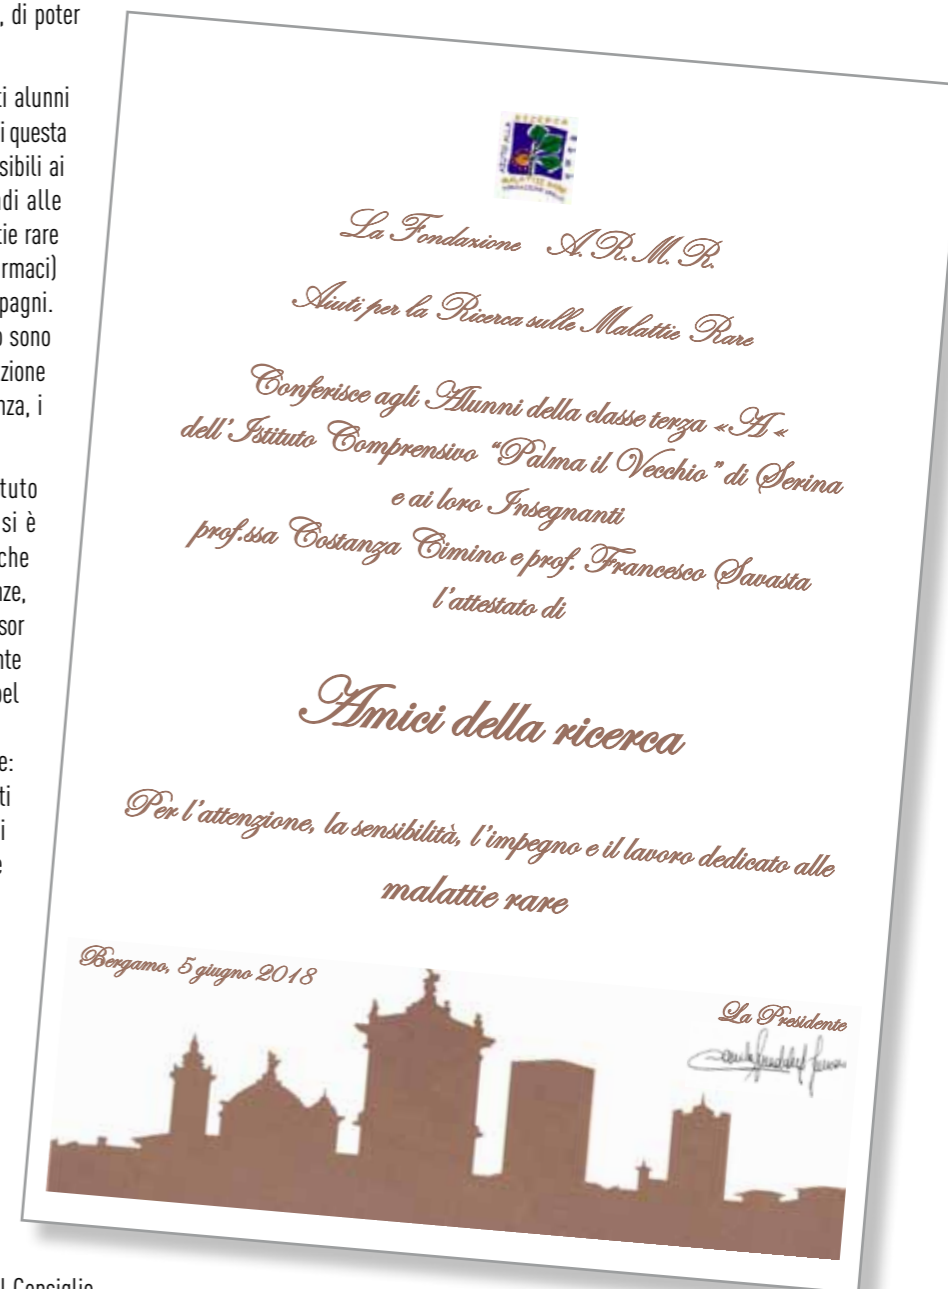 , di poter
ti alunni
i questa
sibili ai
di alle
tie rare
rmaci)
pagni.
o sono
zione
nza, i
tuto
si è
che
nze,
sor
nte
el
e:
ti
i
e
l Consiglio
La Fondazione A.R.M.R.
Aiuti per la Ricerca sulle Malattie Rare
Conferisce agli Alunni della classe terza «A«
dell'Istituto Comprensivo "Palma il Vecchio" di Serina
e ai loro Insegnanti
prof.ssa Costanza Cimino e prof. Francesco Savasta
l'attestato di
Amici della ricerca
Per l'attenzione, la sensibilità, l'impegno e il lavoro dedicato alle
malattie rare
Bergamo, 5 giugno 2018
La Presidente